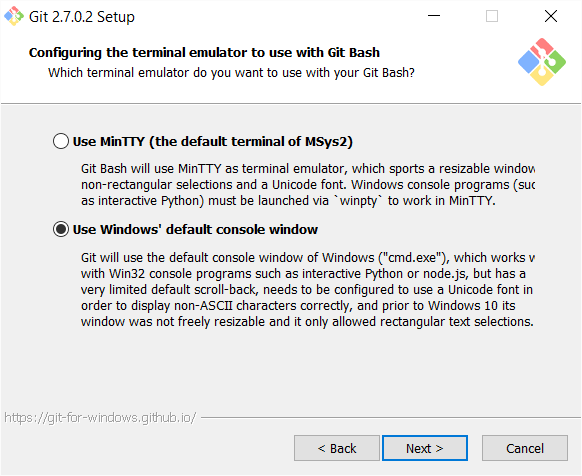 Git 2.7.0.2 Setup
Configuring the terminal emulator to use with Git Bash
Which terminal emulator do you want to use with your Git Bash?
Use MinTTY (the default terminal of MSys2)
Git Bash will use MinTTY as terminal emulator, which sports a resizable window
non-rectangular selections and a Unicode font. Windows console programs (suc
as interactive Python) must be launched via `winpty` to work in MinTTY.
Use Windows' default console window
Git will use the default console window of Windows ("cmd.exe"), which works w
with Win32 console programs such as interactive Python or node.js, but has a
very limited default scroll-back, needs to be configured to use a Unicode font in
order to display non-ASCII characters correctly, and prior to Windows 10 its
window was not freely resizable and it only allowed rectangular text selections.
https://git-for-windows.github.io/
< Back Next > Cancel